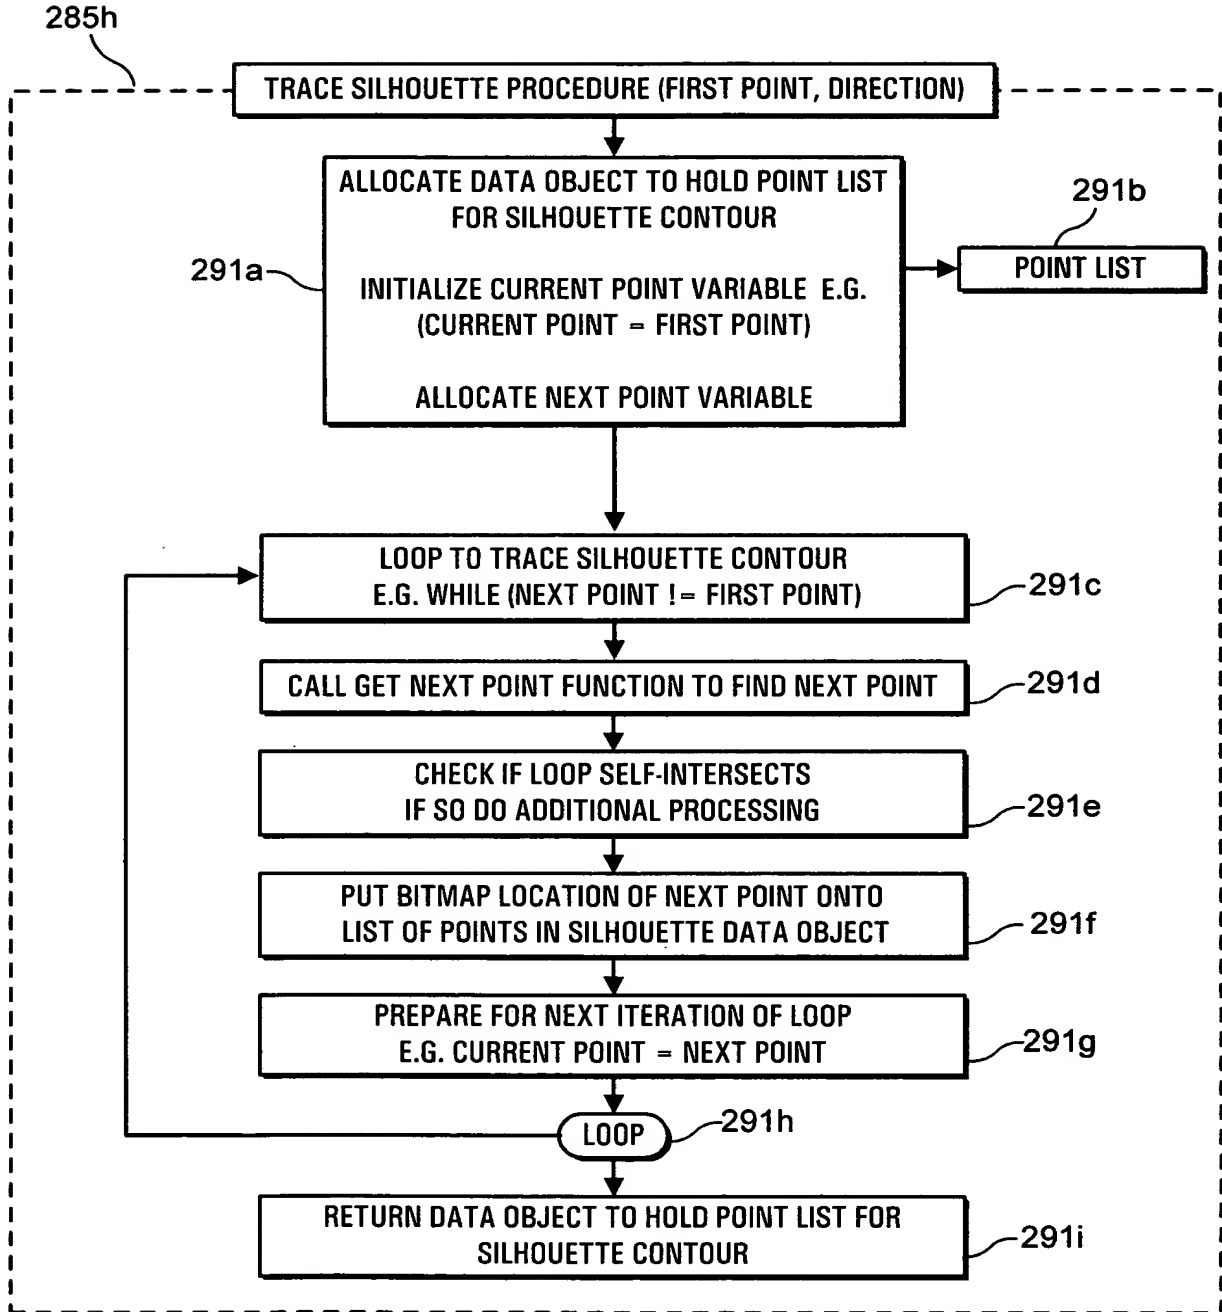 285h
TRACE SILHOUETTE PROCEDURE (FIRST POINT, DIRECTION)
ALLOCATE DATA OBJECT TO HOLD POINT LIST
FOR SILHOUETTE CONTOUR
291b
291a
POINT LIST
INITIALIZE CURRENT POINT VARIABLE E.G.
(CURRENT POINT = FIRST POINT)
ALLOCATE NEXT POINT VARIABLE
LOOP TO TRACE SILHOUETTE CONTOUR
E.G. WHILE (NEXT POINT != FIRST POINT)
291c
CALL GET NEXT POINT FUNCTION TO FIND NEXT POINT
291d
CHECK IF LOOP SELF-INTERSECTS
IF SO DO ADDITIONAL PROCESSING
291e
PUT BITMAP LOCATION OF NEXT POINT ONTO
LIST OF POINTS IN SILHOUETTE DATA OBJECT
291f
PREPARE FOR NEXT ITERATION OF LOOP
E.G. CURRENT POINT = NEXT POINT
291g
LOOP
291h
RETURN DATA OBJECT TO HOLD POINT LIST FOR
SILHOUETTE CONTOUR
291i